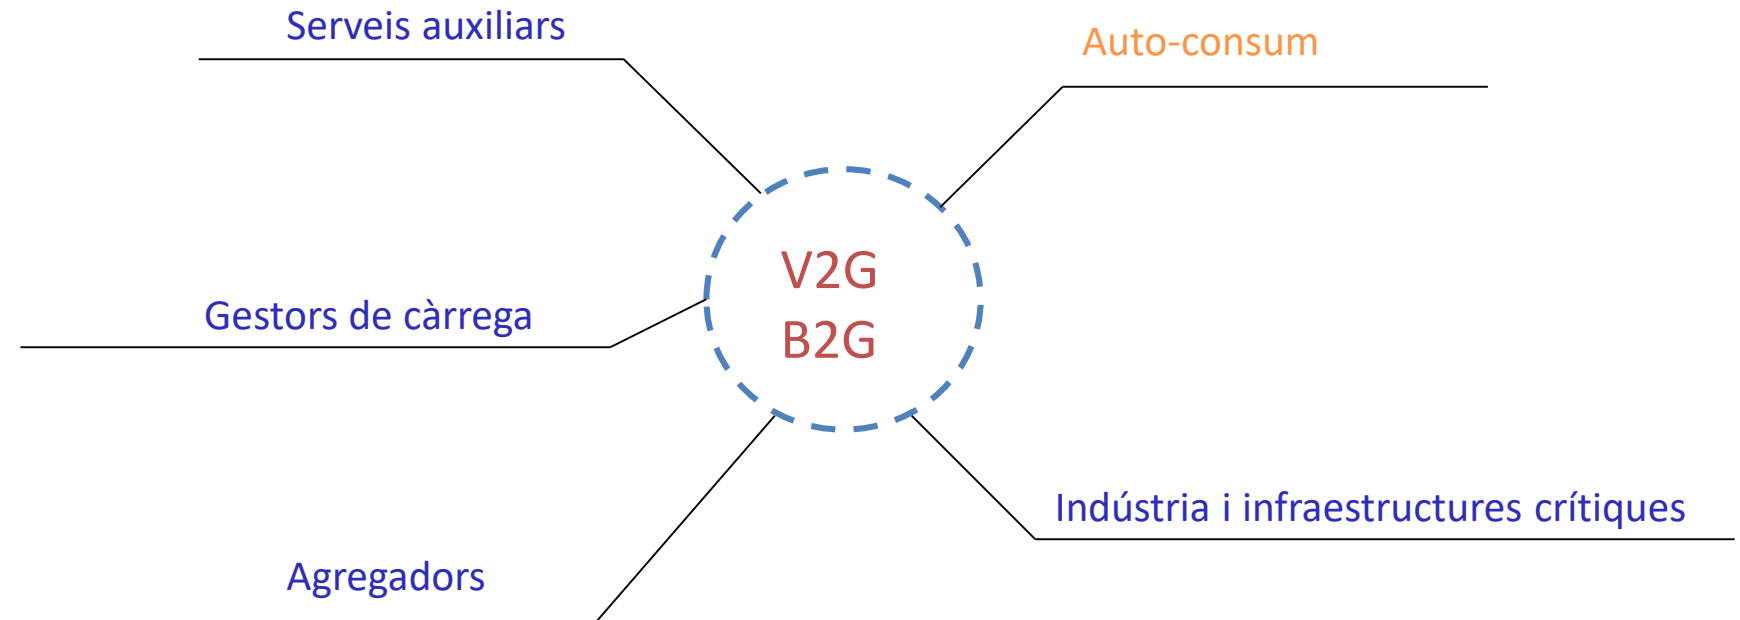 Serveis auxiliars
Auto-consum
V2G
B2G
Gestors de càrrega
Indústria i infraestructures crítiques
Agregadors